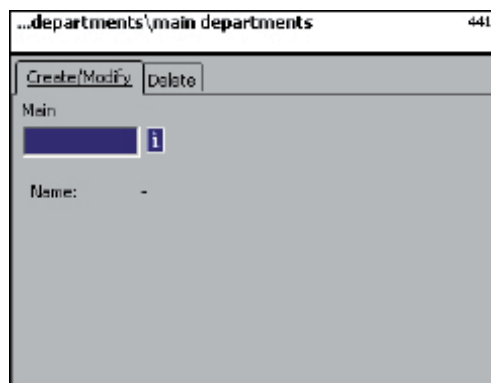 ...departments\main departments 441
Create/Modify Delete
Main
i
Name: -